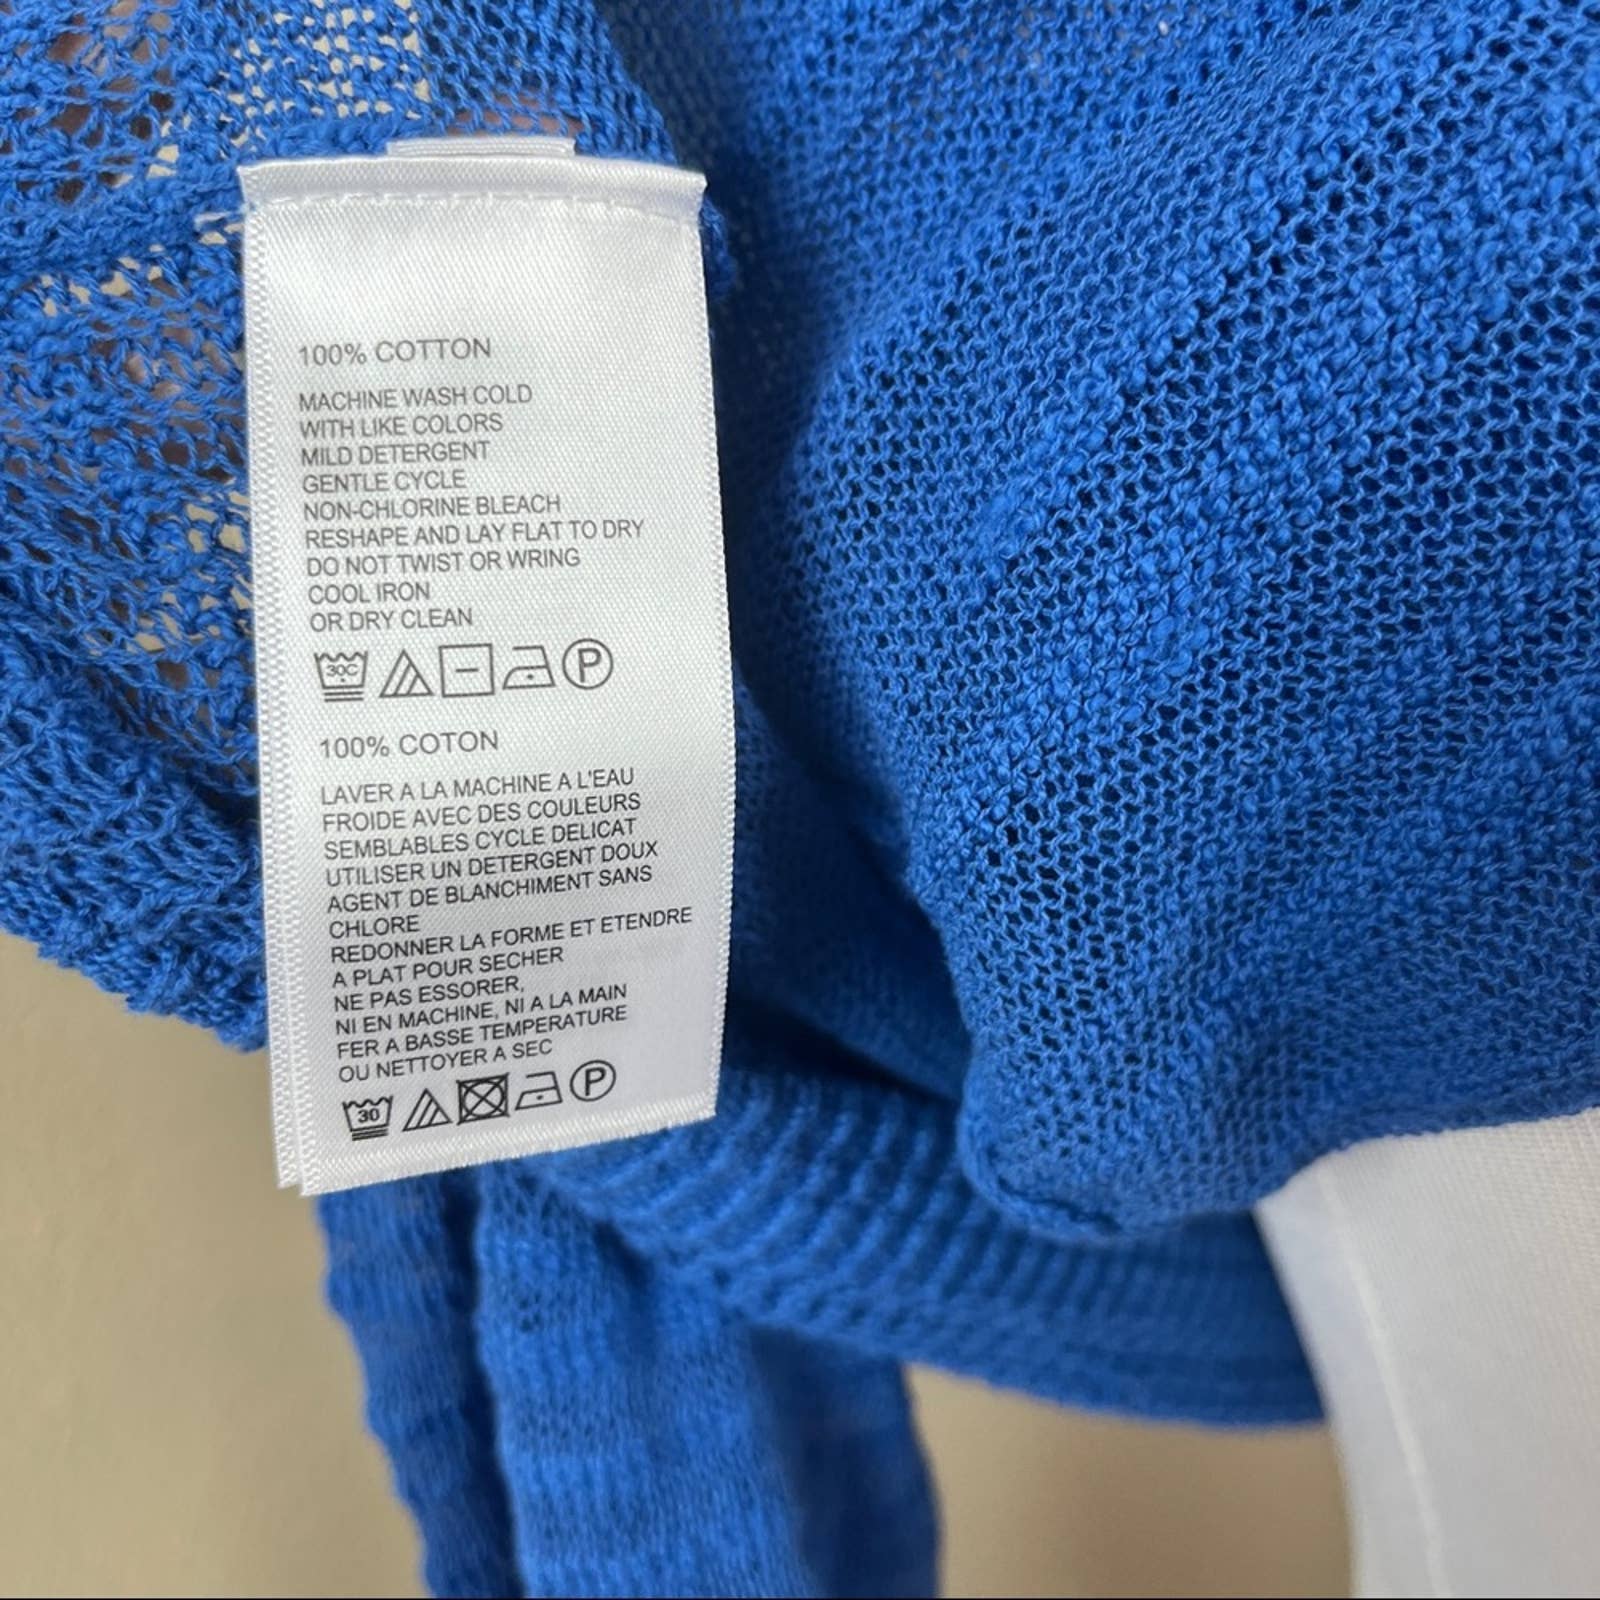 100% COTTON
MACHINE WASH COLD
WITH LIKE COLORS
MILD DETERGENT
GENTLE CYCLE
NON-CHLORINE BLEACH
RESHAPE AND LAY FLAT TO DRY
DO NOT TWIST OR WRING
COOL IRON
OR DRY CLEAN
30C P
100% COTON
LAVER A LA MACHINE A L'EAU
FROIDE AVEC DES COULEURS
SEMBLABLES CYCLE DELICAT
UTILISER UN DETERGENT DOUX
AGENT DE BLANCHIMENT SANS
CHLORE
REDONNER LA FORME ET ETENDRE
A PLAT POUR SECHER
NE PAS ESSORER,
NI EN MACHINE, NI A LA MAIN
FER A BASSE TEMPERATURE
OU NETTOYER A SEC
30 P